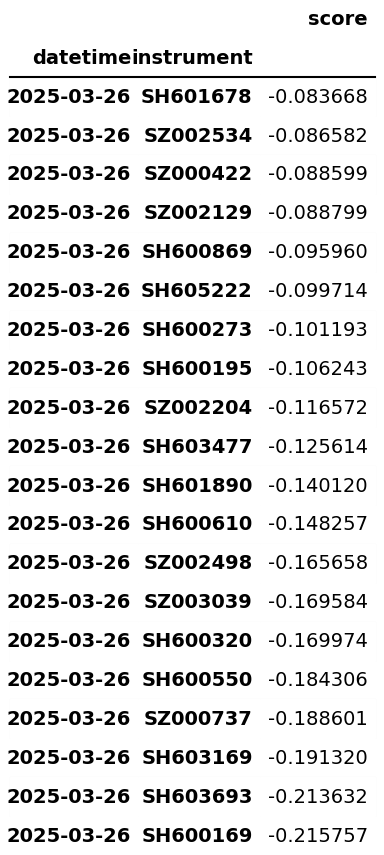 score
datetime instrument
2025-03-26 SH601678 -0.083668
2025-03-26 SZ002534 -0.086582
2025-03-26 SZ000422 -0.088599
2025-03-26 SZ002129 -0.088799
2025-03-26 SH600869 -0.095960
2025-03-26 SH605222 -0.099714
2025-03-26 SH600273 -0.101193
2025-03-26 SH600195 -0.106243
2025-03-26 SZ002204 -0.116572
2025-03-26 SH603477 -0.125614
2025-03-26 SH601890 -0.140120
2025-03-26 SH600610 -0.148257
2025-03-26 SZ002498 -0.165658
2025-03-26 SZ003039 -0.169584
2025-03-26 SH600320 -0.169974
2025-03-26 SH600550 -0.184306
2025-03-26 SZ000737 -0.188601
2025-03-26 SH603169 -0.191320
2025-03-26 SH603693 -0.213632
2025-03-26 SH600169 -0.215757